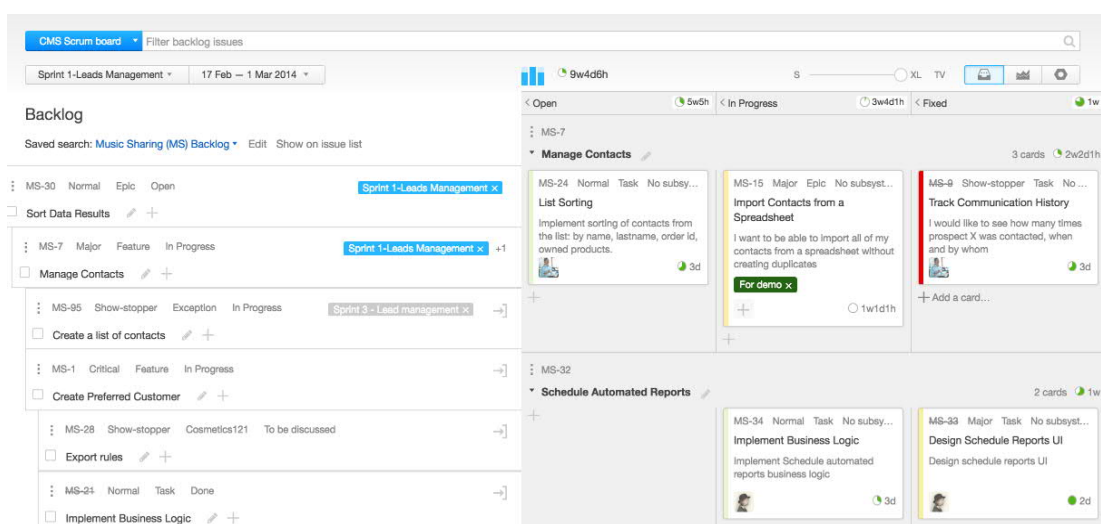 CMS Scrum board
Filter backlog issues
Sprint 1-Leads Management
17 Feb — 1 Mar 2014
Backlog
Saved search: Music Sharing (MS) Backlog Edit Show on issue list
MS-30 Normal Epic Open
Sprint 1-Leads Management ×
Sort Data Results
MS-7 Major Feature In Progress
Sprint 1-Leads Management × +1
Manage Contacts
MS-95 Show-stopper Exception In Progress
Sprint 3 - Lead management ×
Create a list of contacts
MS-1 Critical Feature In Progress
Create Preferred Customer
MS-28 Show-stopper Cosmetics121 To be discussed
Export rules
MS-21 Normal Task Done
Implement Business Logic
9w4d6h
S XL TV
Open 5w5h
In Progress 3w4d1h
Fixed 1w
MS-7
Manage Contacts
3 cards 2w2d1h
MS-24 Normal Task No subsy...
List Sorting
Implement sorting of contacts from
the list: by name, lastname, order id,
owned products.
3d
MS-15 Major Epic No subsyst...
Import Contacts from a
Spreadsheet
I want to be able to import all of my
contacts from a spreadsheet without
creating duplicates
For demo ×
1w1d1h
MS-9 Show-stopper Task No ...
Track Communication History
I would like to see how many times
prospect X was contacted, when
and by whom
3d
Add a card...
MS-32
Schedule Automated Reports
2 cards 1w
MS-34 Normal Task No subsy...
Implement Business Logic
Implement Schedule automated
reports business logic
3d
MS-33 Major Task No subsyst...
Design Schedule Reports UI
Design schedule reports UI
2d